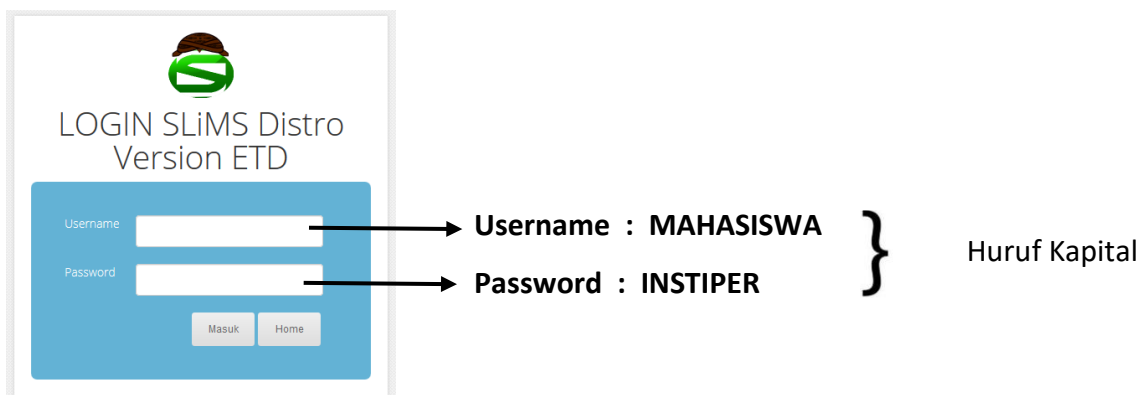 LOGIN SLiMS Distro
Version ETD
Username
Username : MAHASISWA
Huruf Kapital
Password
Password : INSTIPER
Masuk
Home